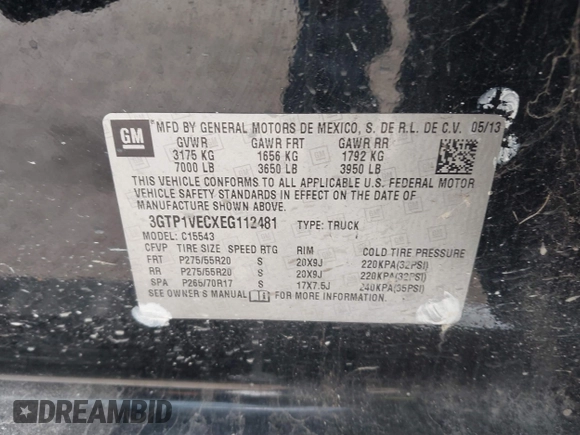 GM
MFD BY GENERAL MOTORS DE MEXICO, S. DE R.L. DE C.V. 05/13
GVWR GAWR FRT GAWR RR
3175 KG 1656 KG 1792 KG
7000 LB 3650 LB 3950 LB
THIS VEHICLE CONFORMS TO ALL APPLICABLE U.S. FEDERAL MOTOR
VEHICLE SAFETY STANDARDS IN EFFECT ON THE DATE OF
MANUFACTURE SHOWN ABOVE.
3GTP1VECXEG112481 TYPE: TRUCK
MODEL: C15543
CFVP TIRE SIZE SPEED RTG RIM COLD TIRE PRESSURE
FRT P275/55R20 S 20X9J 220KPA(32PSI)
RR P275/55R20 S 20X9J 220KPA(32PSI)
SPA P265/70R17 S 17X7.5J 240KPA(35PSI)
SEE OWNER'S MANUAL FOR MORE INFORMATION.
DREAMBID